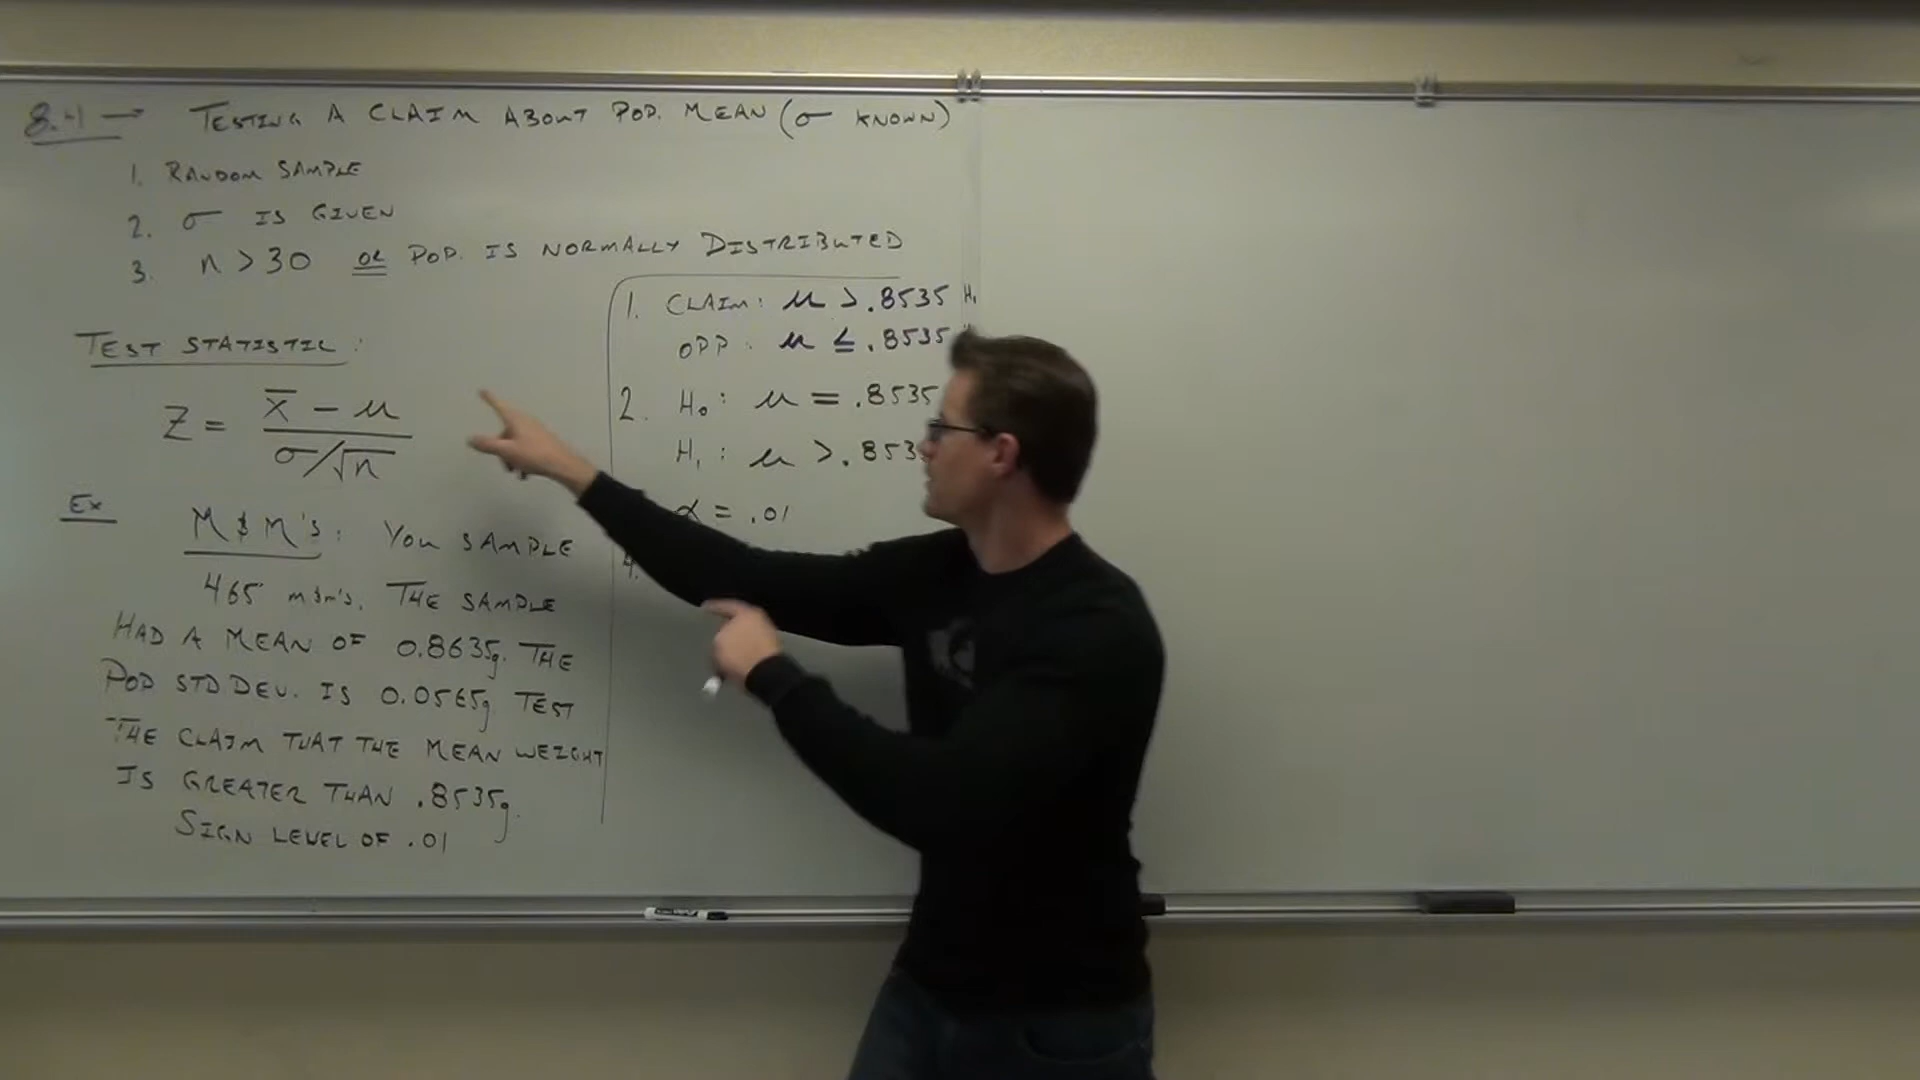 8.4 → TESTING A CLAIM ABOUT POP. MEAN (σ KNOWN)
1. RANDOM SAMPLE
2. σ IS GIVEN
3. n > 30 OR POP. IS NORMALLY DISTRIBUTED
TEST STATISTIC:
Z = (x̄ - μ) / (σ/√n)
EX
M&M'S: YOU SAMPLE
465 m&m's. THE SAMPLE
HAD A MEAN OF 0.8635g. THE
POP STD DEV. IS 0.0565g TEST
THE CLAIM THAT THE MEAN WEIGHT
IS GREATER THAN .8535g.
SIGN LEVEL OF .01
1. CLAIM: μ > .8535 H₁
OPP: μ ≤ .8535
2. H₀: μ = .8535
H₁: μ > .853
α = .01
4.